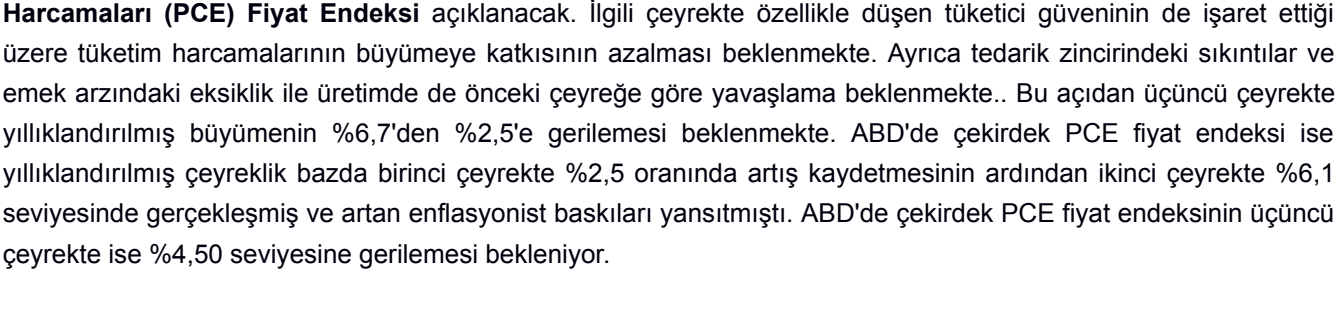 Harcamaları (PCE) Fiyat Endeksi açıklanacak. İlgili çeyrekte özellikle düşen tüketici güveninin de işaret ettiği
üzere tüketim harcamalarının büyümeye katkısının azalması beklenmekte. Ayrıca tedarik zincirindeki sıkıntılar ve
emek arzındaki eksiklik ile üretimde de önceki çeyreğe göre yavaşlama beklenmekte.. Bu açıdan üçüncü çeyrekte
yıllıklandırılmış büyümenin %6,7'den %2,5'e gerilemesi beklenmekte. ABD'de çekirdek PCE fiyat endeksi ise
yıllıklandırılmış çeyreklik bazda birinci çeyrekte %2,5 oranında artış kaydetmesinin ardından ikinci çeyrekte %6,1
seviyesinde gerçekleşmiş ve artan enflasyonist baskıları yansıtmıştı. ABD'de çekirdek PCE fiyat endeksinin üçüncü
çeyrekte ise %4,50 seviyesine gerilemesi bekleniyor.